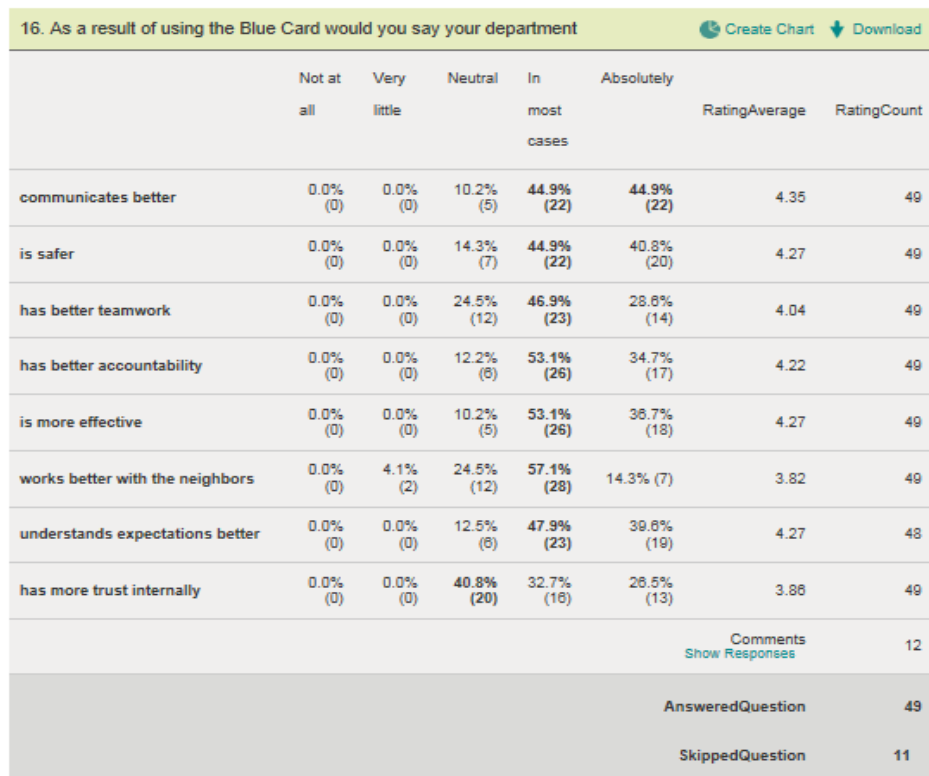 16. As a result of using the Blue Card would you say your department Create Chart Download
Not at all Very little Neutral In most cases Absolutely RatingAverage RatingCount
communicates better 0.0% (0) 0.0% (0) 10.2% (5) 44.9% (22) 44.9% (22) 4.35 49
is safer 0.0% (0) 0.0% (0) 14.3% (7) 44.9% (22) 40.8% (20) 4.27 49
has better teamwork 0.0% (0) 0.0% (0) 24.5% (12) 46.9% (23) 28.6% (14) 4.04 49
has better accountability 0.0% (0) 0.0% (0) 12.2% (6) 53.1% (26) 34.7% (17) 4.22 49
is more effective 0.0% (0) 0.0% (0) 10.2% (5) 53.1% (26) 36.7% (18) 4.27 49
works better with the neighbors 0.0% (0) 4.1% (2) 24.5% (12) 57.1% (28) 14.3% (7) 3.82 49
understands expectations better 0.0% (0) 0.0% (0) 12.5% (6) 47.9% (23) 39.6% (19) 4.27 48
has more trust internally 0.0% (0) 0.0% (0) 40.8% (20) 32.7% (16) 26.5% (13) 3.86 49
Comments 12
Show Responses
AnsweredQuestion 49
SkippedQuestion 11